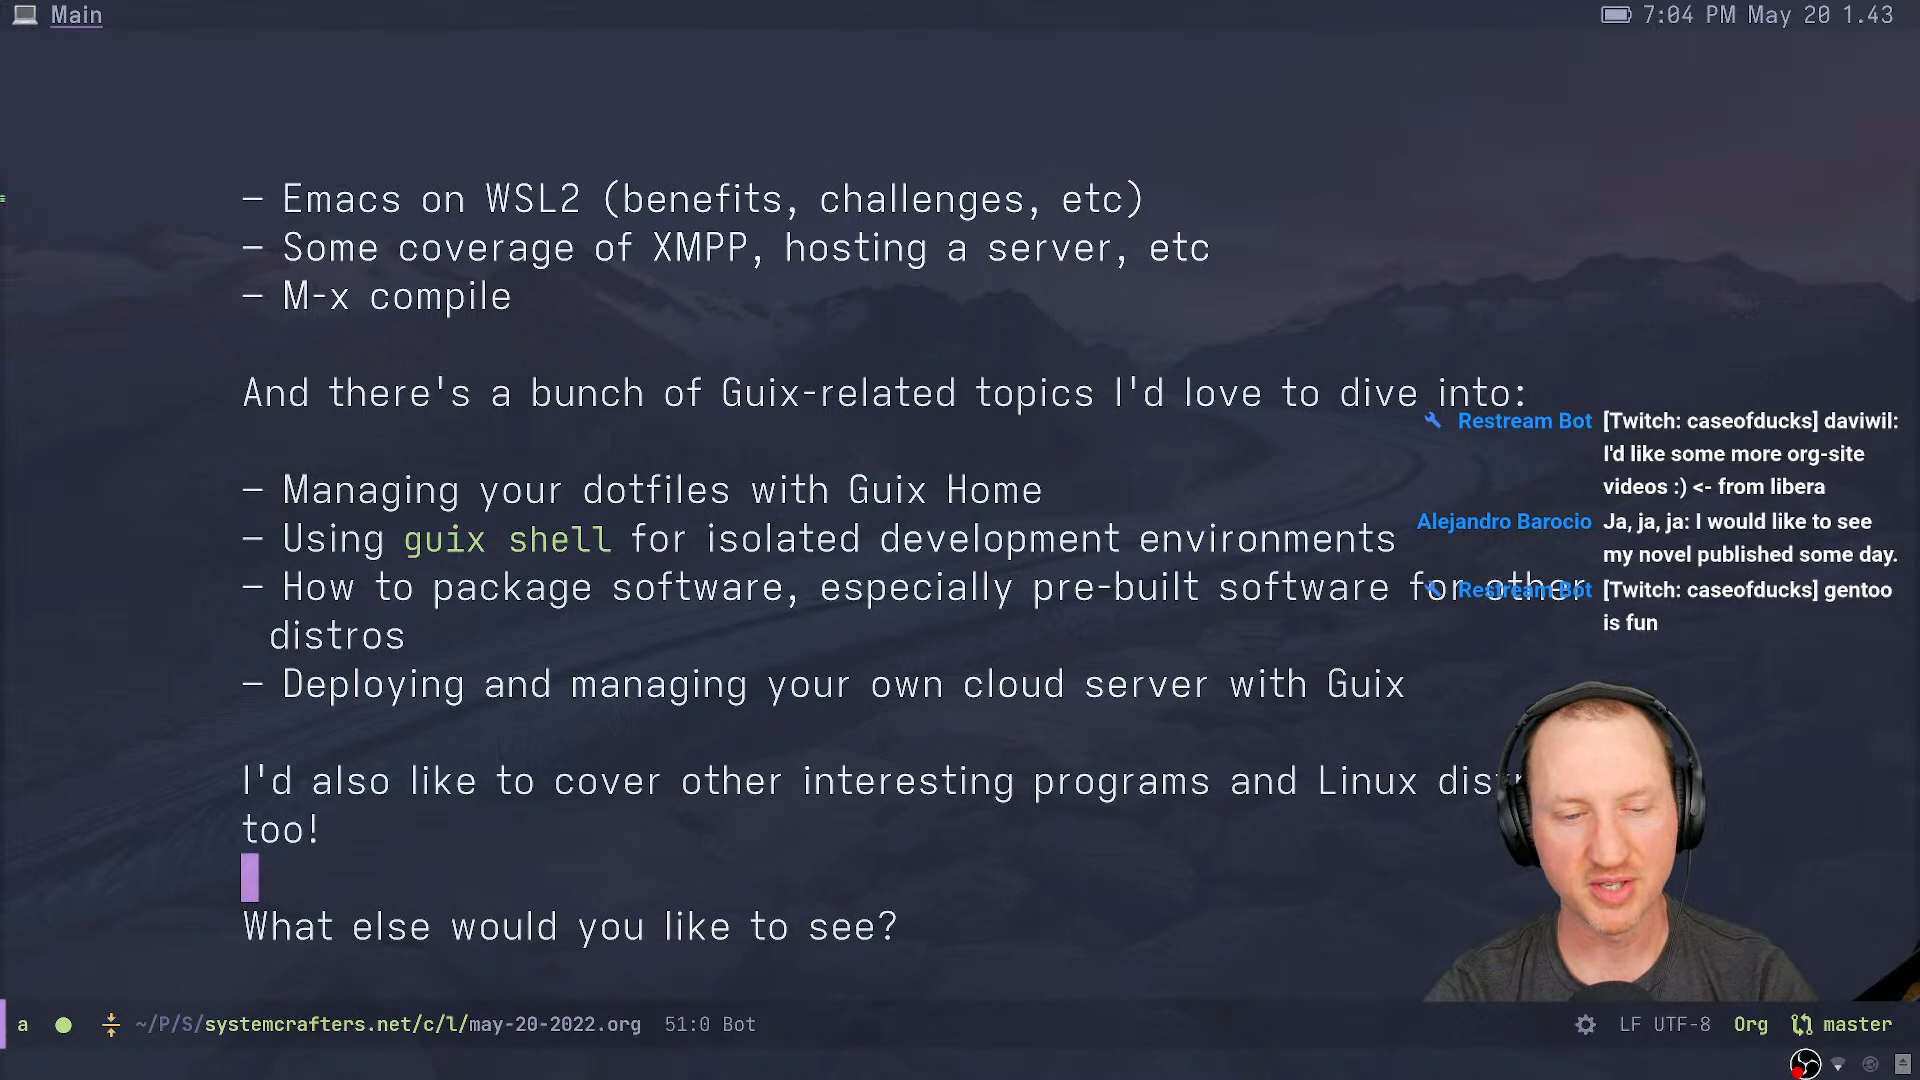 Main
7:04 PM May 20 1.43
– Emacs on WSL2 (benefits, challenges, etc)
– Some coverage of XMPP, hosting a server, etc
– M-x compile
And there's a bunch of Guix-related topics I'd love to dive into:
– Managing your dotfiles with Guix Home
– Using guix shell for isolated development environments
– How to package software, especially pre-built software for other
distros
– Deploying and managing your own cloud server with Guix
I'd also like to cover other interesting programs and Linux
too!
What else would you like to see?
Restream Bot [Twitch: caseofducks] daviwil:
I'd like some more org-site
videos :) <- from libera
Alejandro Barocio Ja, ja, ja: I would like to see
my novel published some day.
Restream Bot [Twitch: caseofducks] gentoo
is fun
a ~/P/S/systemcrafters.net/c/l/may-20-2022.org 51:0 Bot
LF UTF-8 Org master